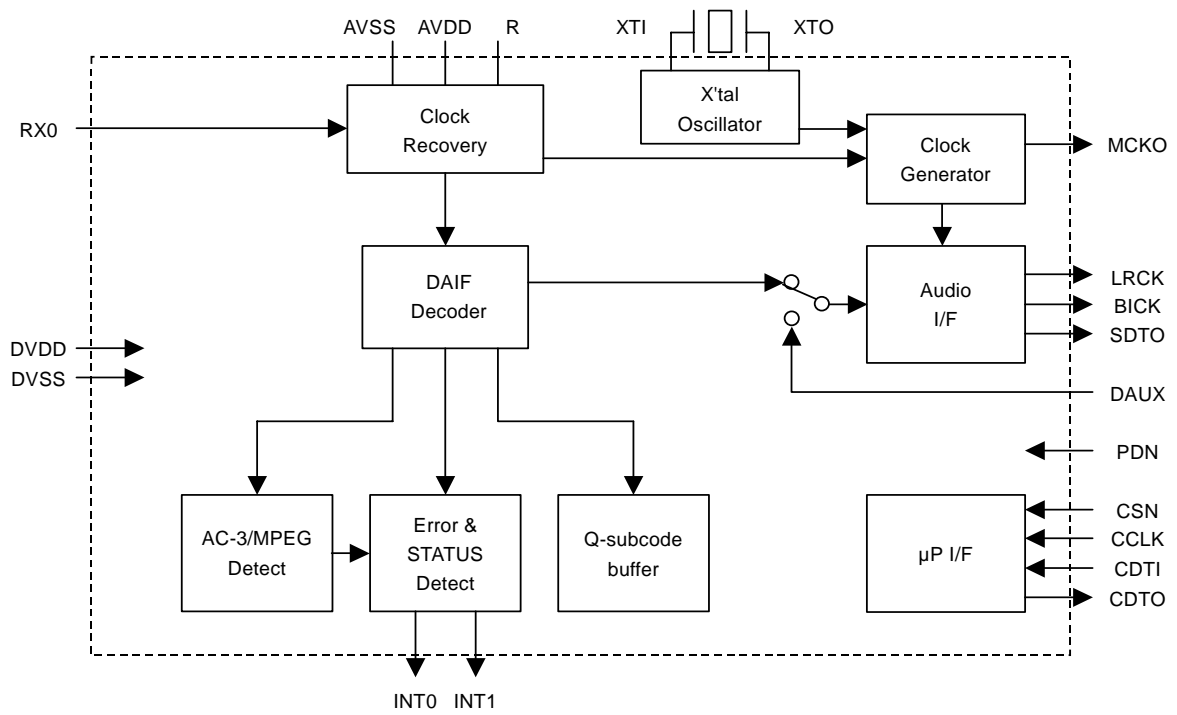 AVSS AVDD R XTI XTO
X'tal
Oscillator
Clock
Recovery
RX0
Clock
Generator
MCKO
DAIF
Decoder
Audio
I/F
LRCK
BICK
SDTO
DVDD
DVSS
DAUX
PDN
AC-3/MPEG
Detect
Error &
STATUS
Detect
Q-subcode
buffer
µP I/F
CSN
CCLK
CDTI
CDTO
INT0 INT1